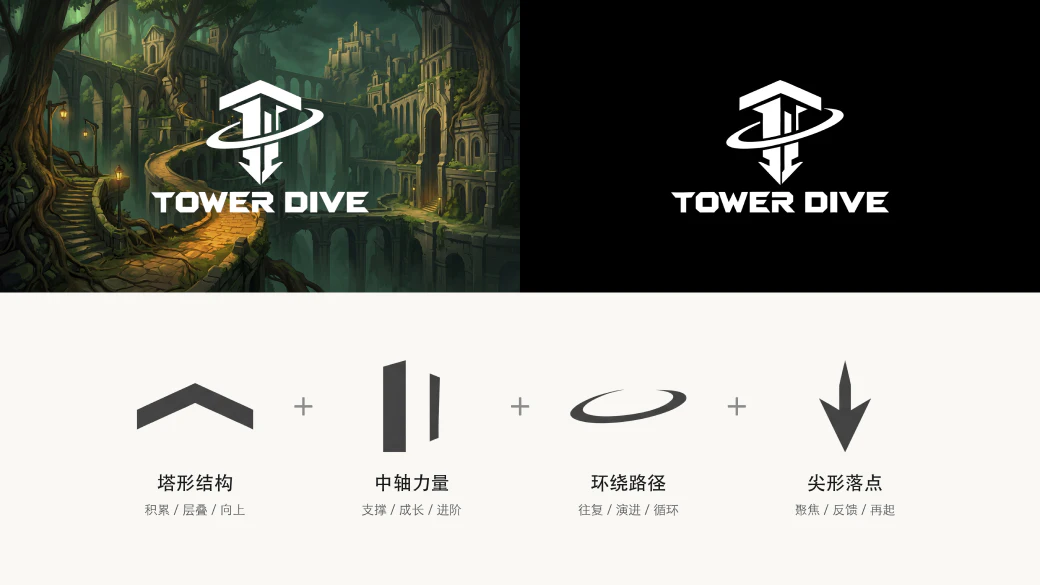 TOWER DIVE
TOWER DIVE
塔形结构
积累 / 层叠 / 向上
中轴力量
支撑 / 成长 / 进阶
环绕路径
往复 / 演进 / 循环
尖形落点
聚焦 / 反馈 / 再起